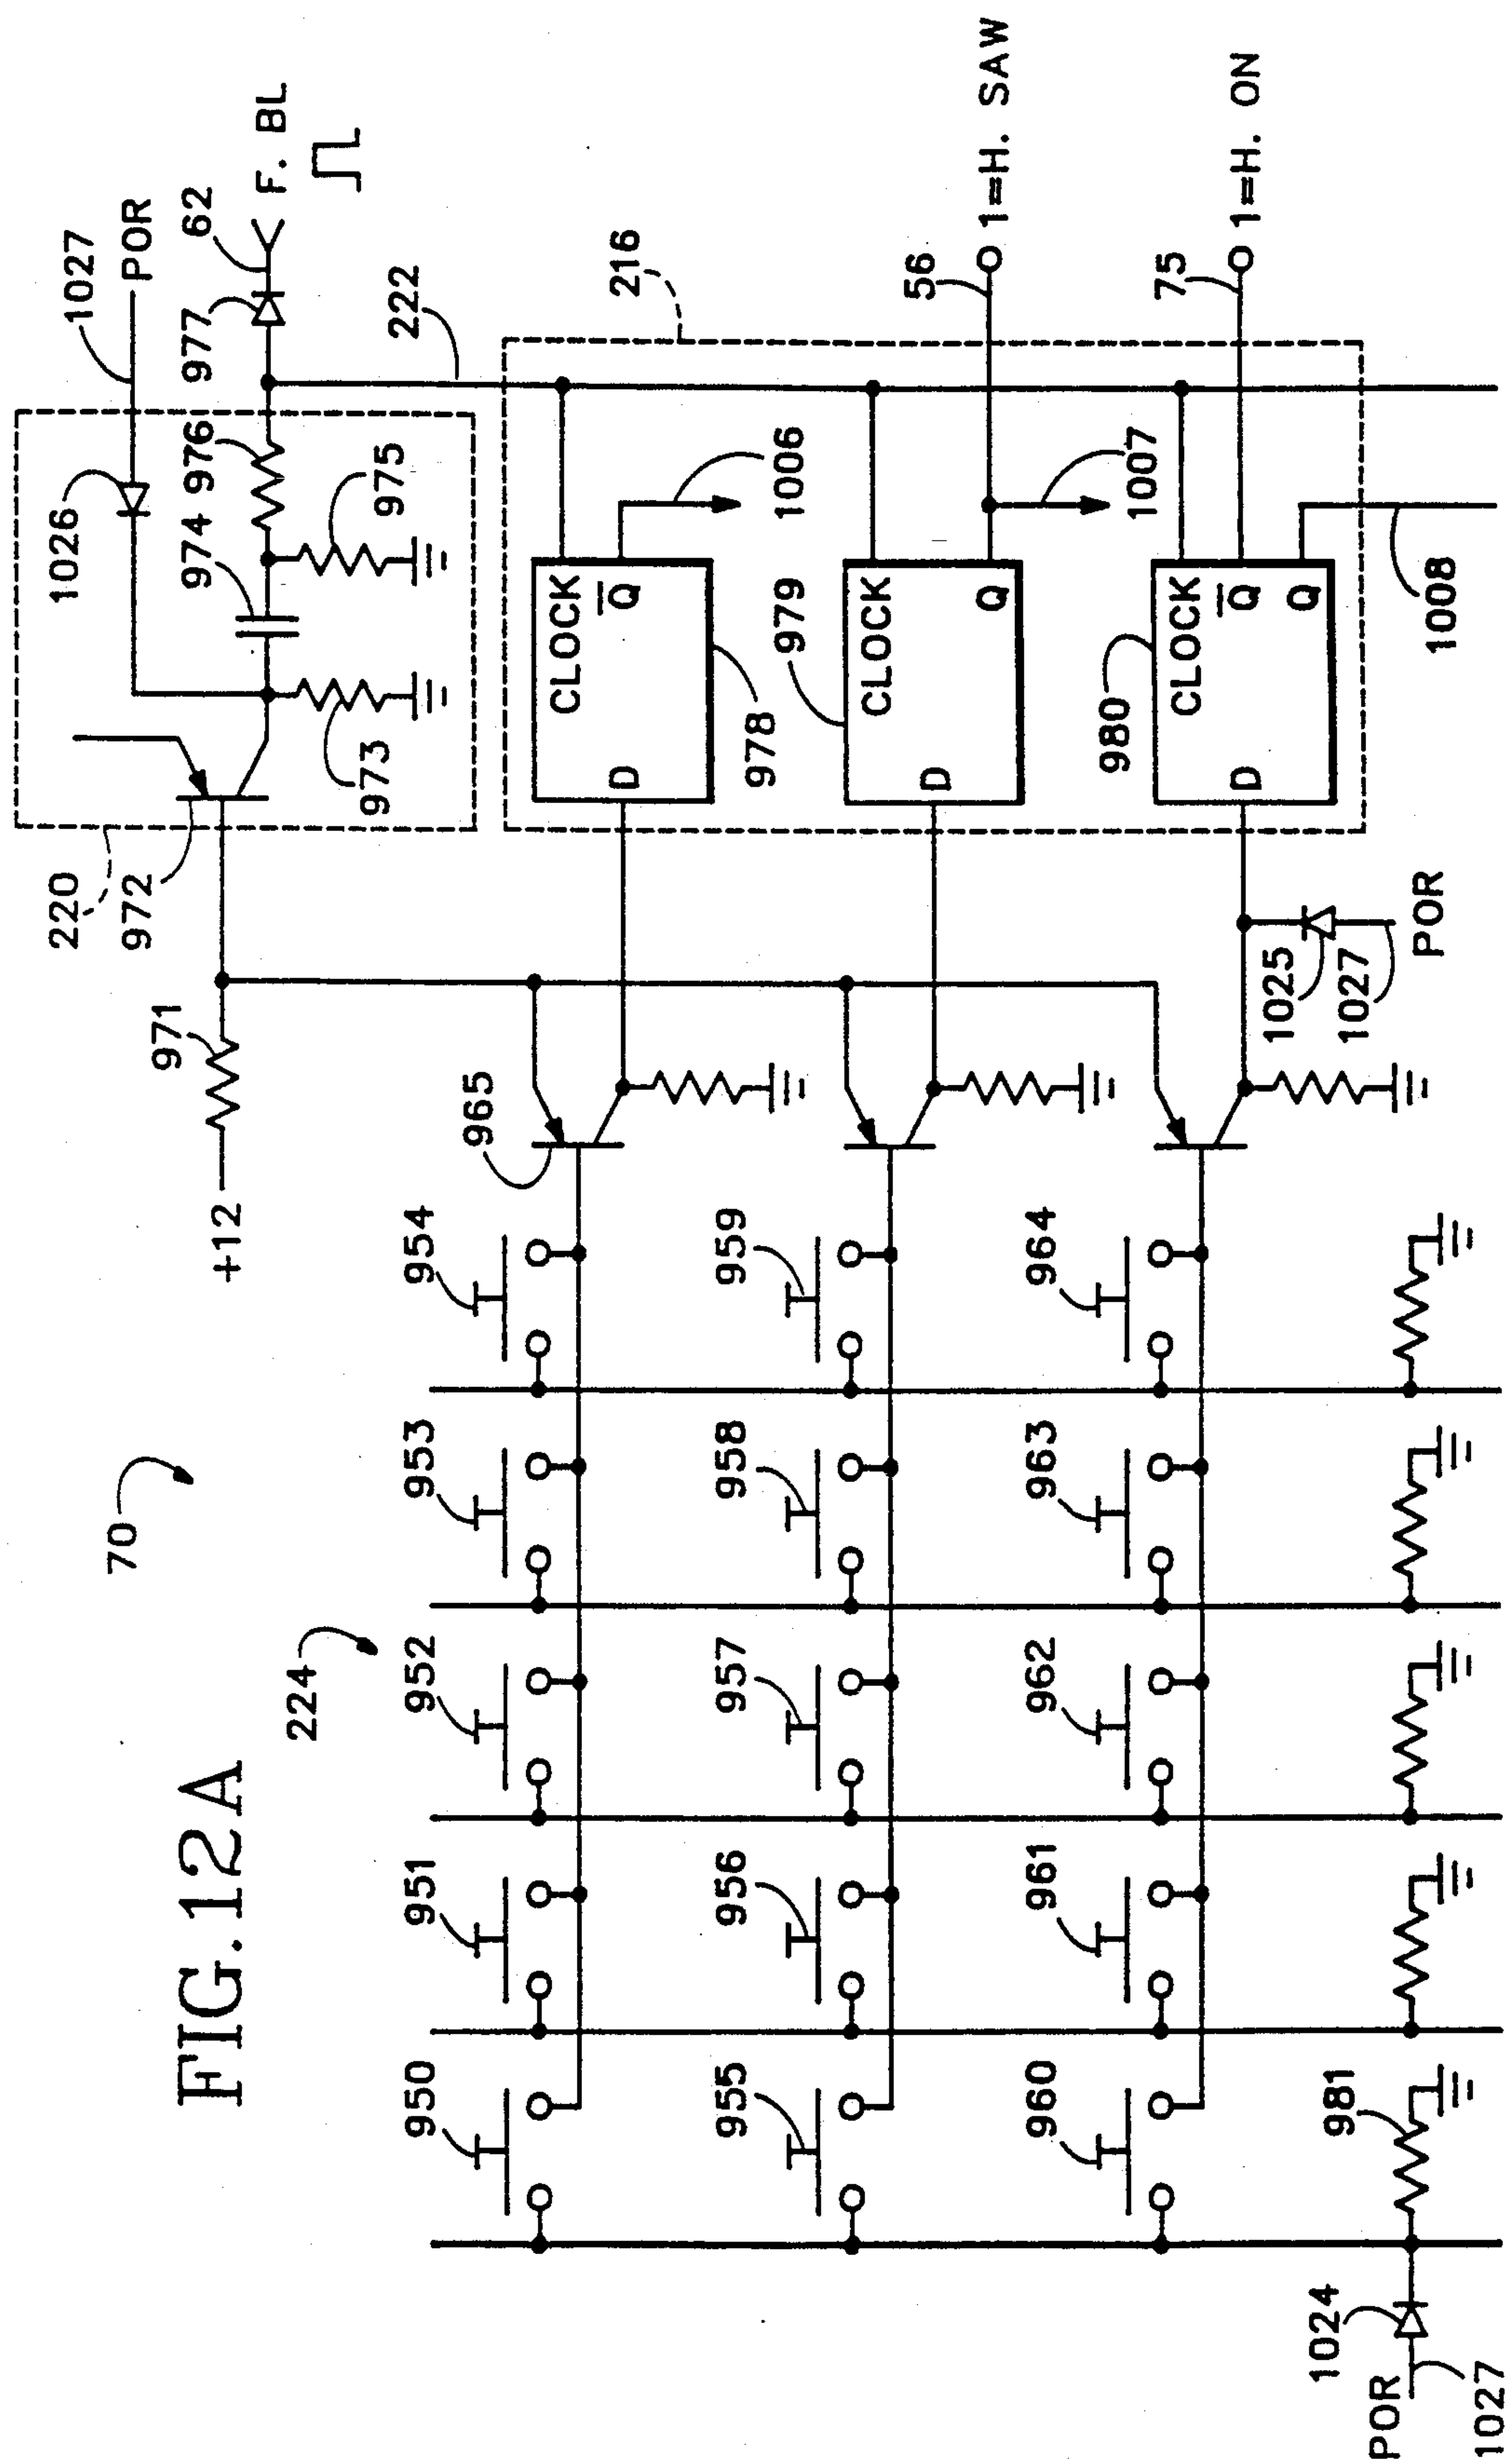 FIG.12A
70
224
+12
971
220
972
973
1026
974
976
975
977
1027
POR
62
F. BL
222
216
965
950
951
952
953
954
955
956
957
958
959
960
961
962
963
964
CLOCK
Q
D
978
1006
CLOCK
Q
D
979
1007
56
1=H. SAW
CLOCK
Q
Q
D
980
1008
75
1=H. ON
1025
1027
POR
981
1024
POR
1027